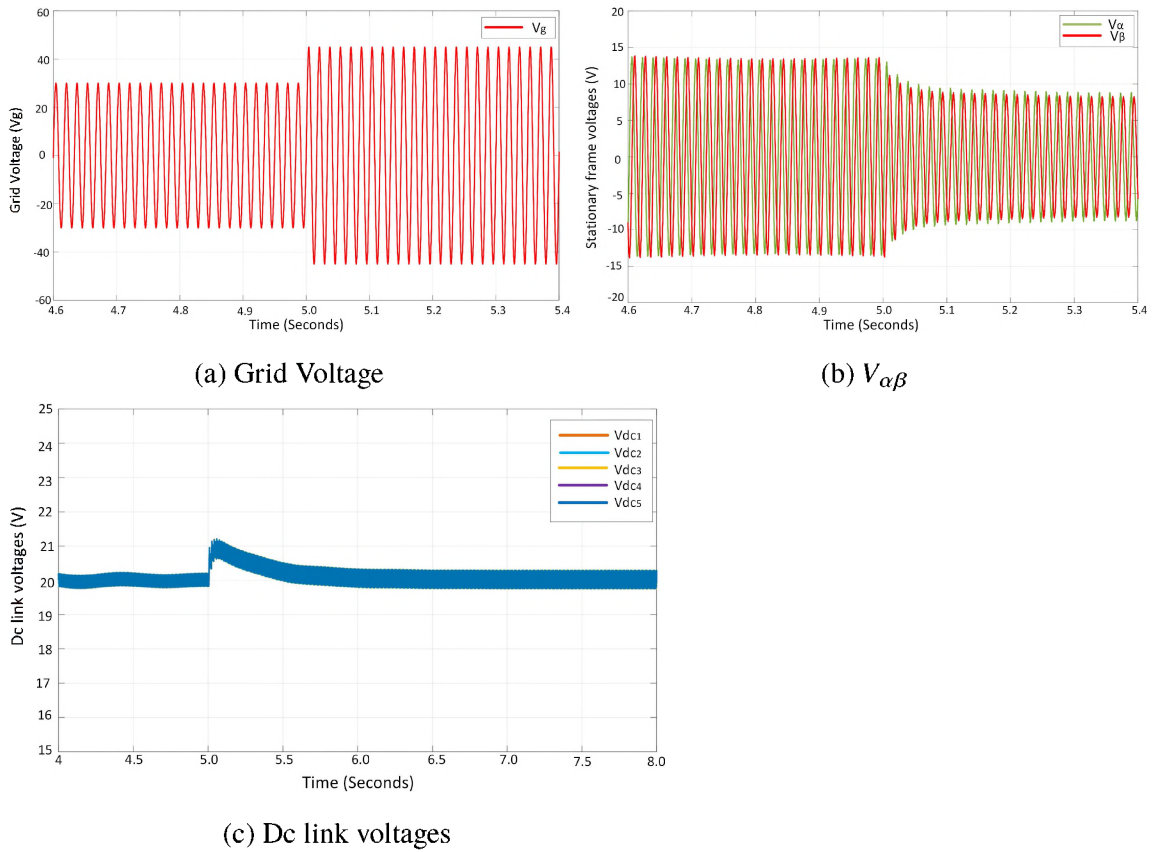 60
40
20
0
-20
-40
-60
Grid Voltage (Vg)
Vg
4.6 4.7 4.8 4.9 5.0 5.1 5.2 5.3 5.4
Time (Seconds)
(a) Grid Voltage
20
15
10
5
0
-5
-10
-15
-20
Stationary frame voltages (V)
Vα
Vβ
4.6 4.7 4.8 4.9 5.0 5.1 5.2 5.3 5.4
Time (Seconds)
(b) Vαβ
25
24
23
22
21
20
19
18
17
16
15
Dc link voltages (V)
Vdc1
Vdc2
Vdc3
Vdc4
Vdc5
4 4.5 5.0 5.5 6.0 6.5 7.0 7.5 8.0
Time (Seconds)
(c) Dc link voltages